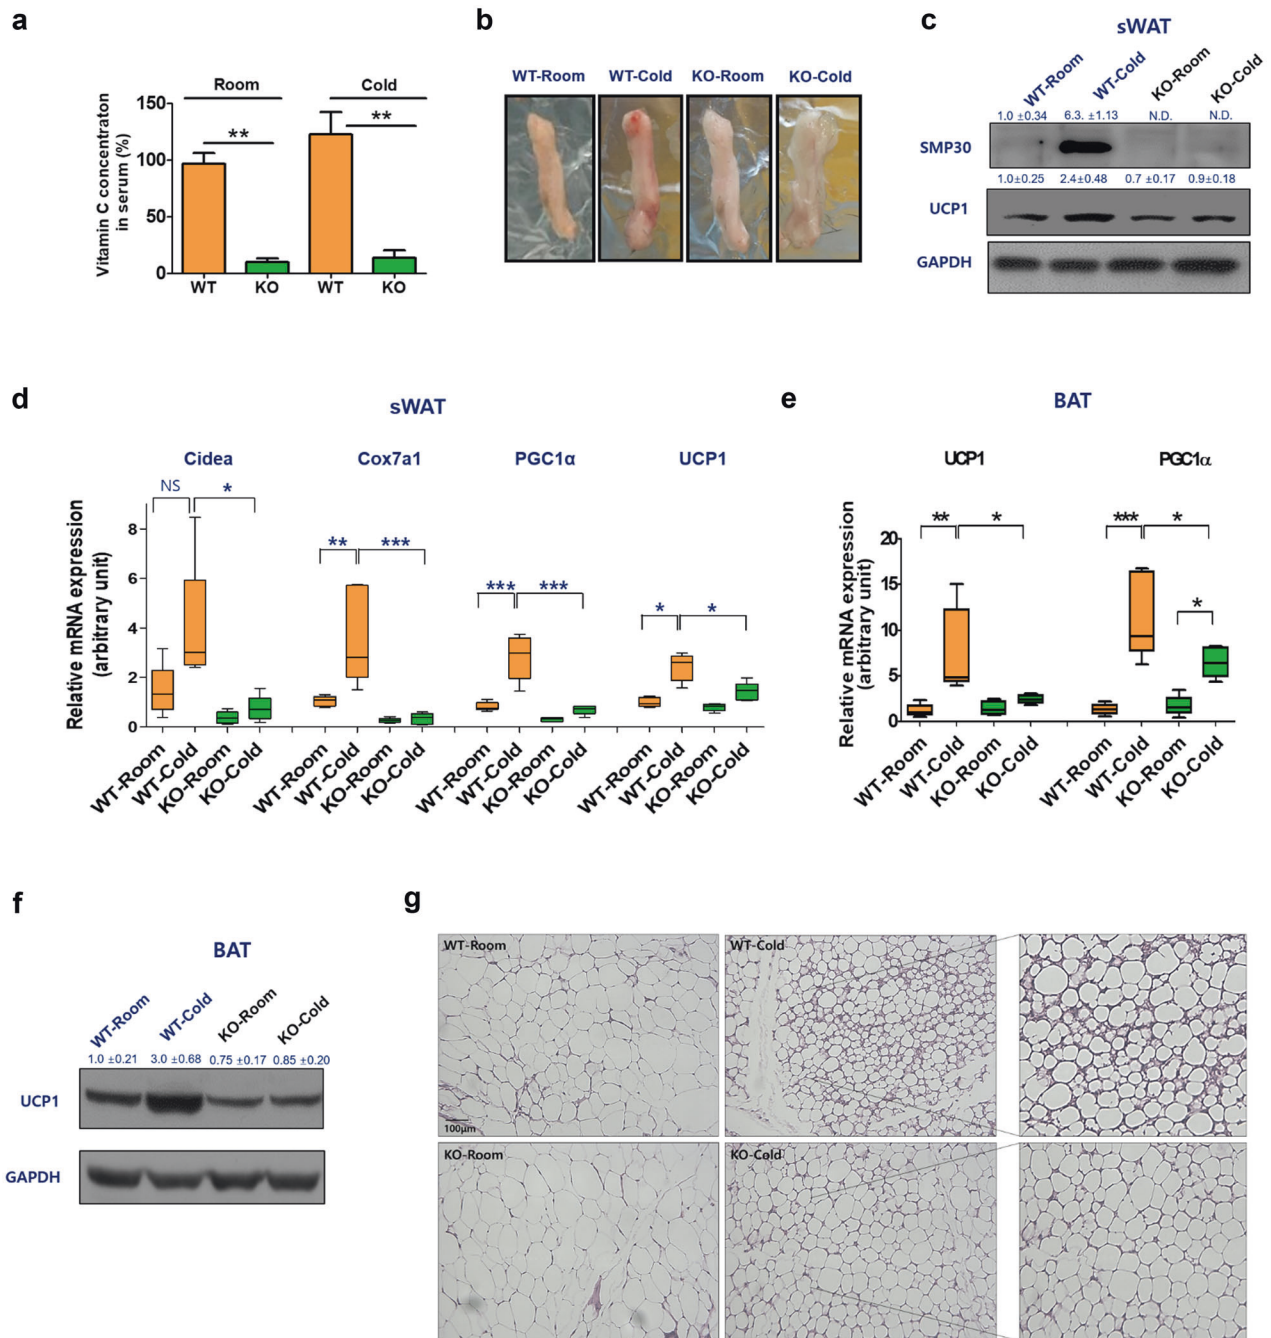 a
Room Cold
** **
Vitamin C concentraton
in serum (%)
150
100
50
0
WT KO WT KO
b
WT-Room WT-Cold KO-Room KO-Cold
c
sWAT
WT-Room WT-Cold KO-Room KO-Cold
1.0 ±0.34 6.3. ±1.13 N.D. N.D.
SMP30
1.0±0.25 2.4±0.48 0.7 ±0.17 0.9±0.18
UCP1
GAPDH
d
sWAT
Cidea Cox7a1 PGC1α UCP1
NS * ** *** *** *** * *
Relative mRNA expression
(arbitrary unit)
8
6
4
2
0
WT-Room WT-Cold KO-Room KO-Cold WT-Room WT-Cold KO-Room KO-Cold WT-Room WT-Cold KO-Room KO-Cold WT-Room WT-Cold KO-Room KO-Cold
e
BAT
UCP1 PGC1α
** * *** * *
Relative mRNA expression
(arbitrary unit)
20
15
10
5
0
WT-Room WT-Cold KO-Room KO-Cold WT-Room WT-Cold KO-Room KO-Cold
f
BAT
WT-Room WT-Cold KO-Room KO-Cold
1.0 ±0.21 3.0 ±0.68 0.75 ±0.17 0.85 ±0.20
UCP1
GAPDH
g
WT-Room WT-Cold
100μm
KO-Room KO-Cold